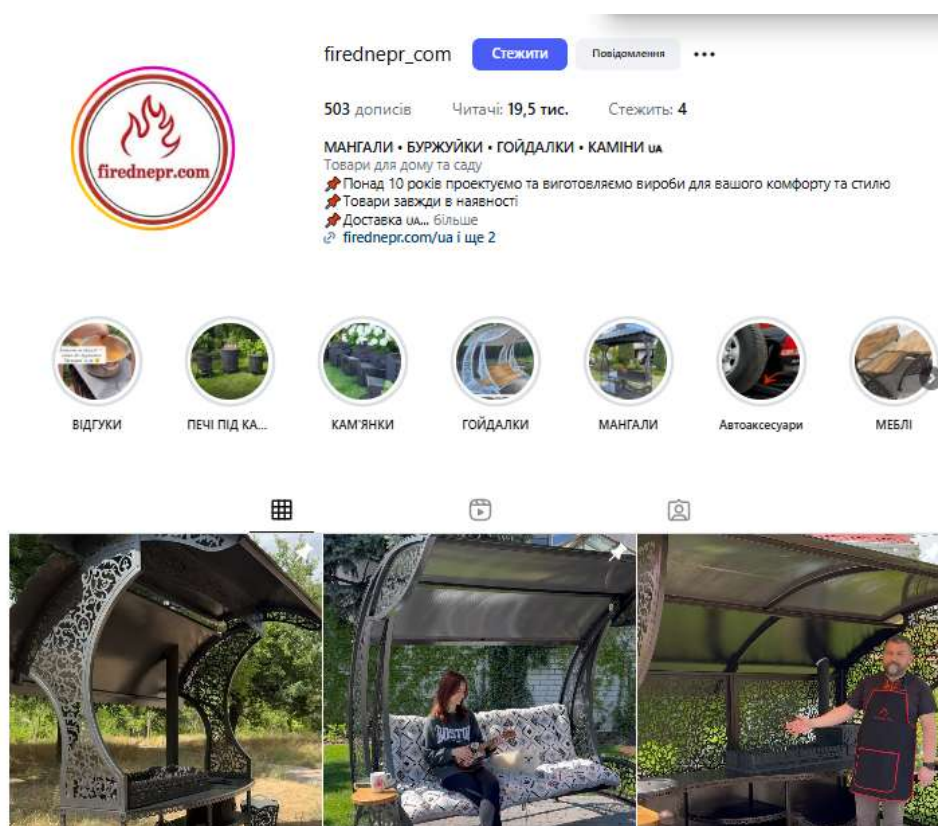 firednepr_com Стежити Повідомлення •••
503 дописів Читачі: 19,5 тис. Стежить: 4
МАНГАЛИ • БУРЖУЙКИ • ГОЙДАЛКИ • КАМІНИ UA
Товари для дому та саду
📌Понад 10 років проектуємо та виготовляємо вироби для вашого комфорту та стилю
📌Товари завжди в наявності
📌Доставка UA... більше
firednepr.com/ua і ще 2
firednepr.com
ВІДГУКИ ПЕЧІ ПІД КА... КАМ'ЯНКИ ГОЙДАЛКИ МАНГАЛИ Автоаксесуари МЕБЛІ
BOSTON